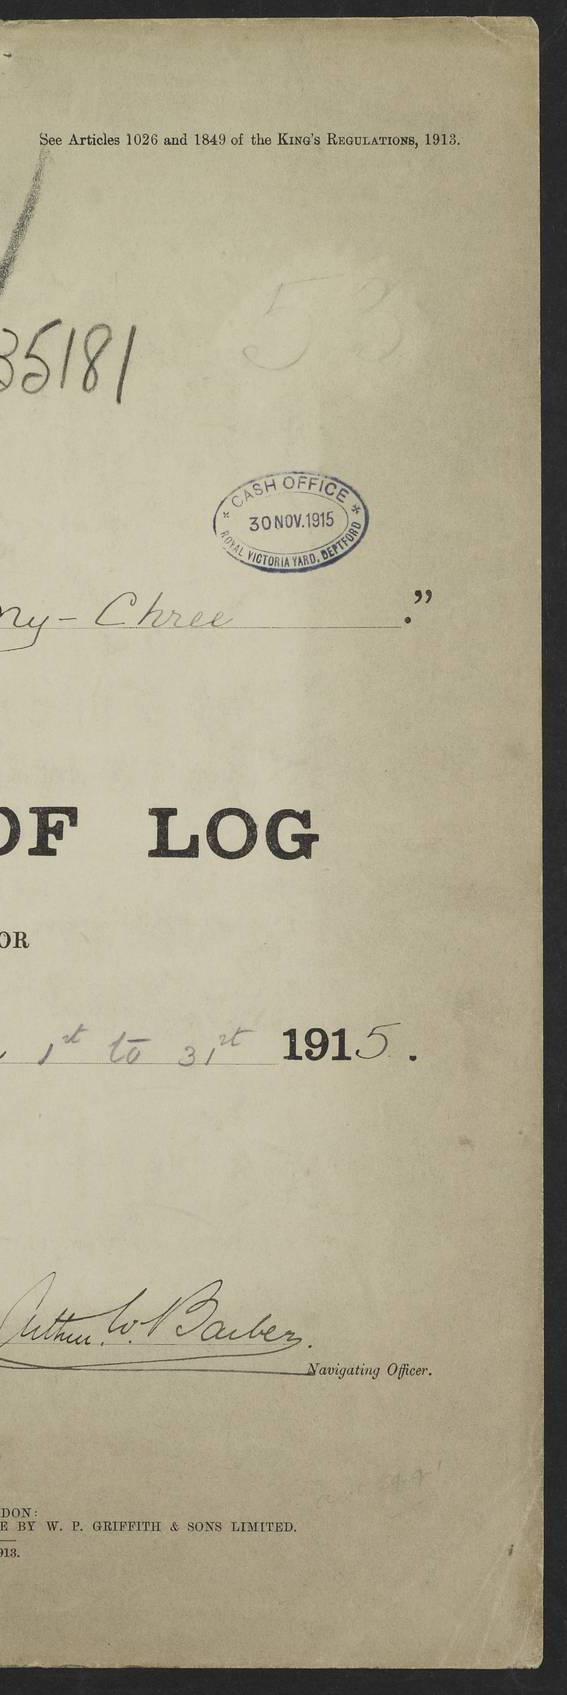 See Articles 1026 and 1849 of the KING'S REGULATIONS, 1913.
35181
53
* CASH OFFICE *
30 NOV. 1915
ROYAL VICTORIA YARD, DEPTFORD
ny-Chree ."
OF LOG
OR
1st to 31st 1915.
Arthur W. Barber.
Navigating Officer.
DON:
E BY W. P. GRIFFITH & SONS LIMITED.
913.